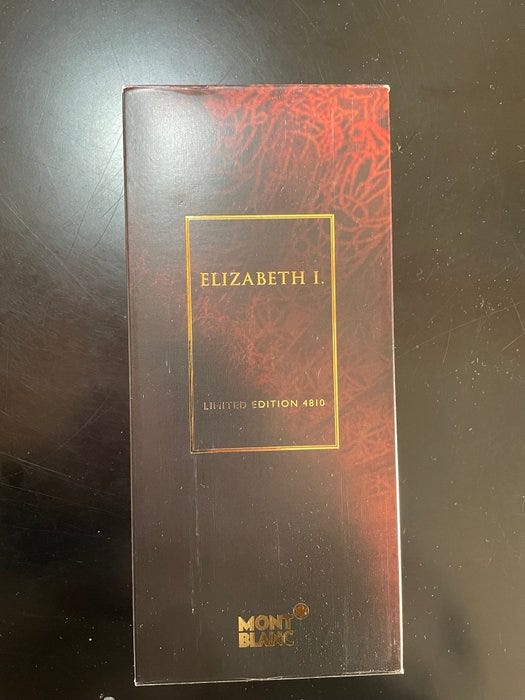 ELIZABETH I.
LIMITED EDITION 4810
MONT
BLANC